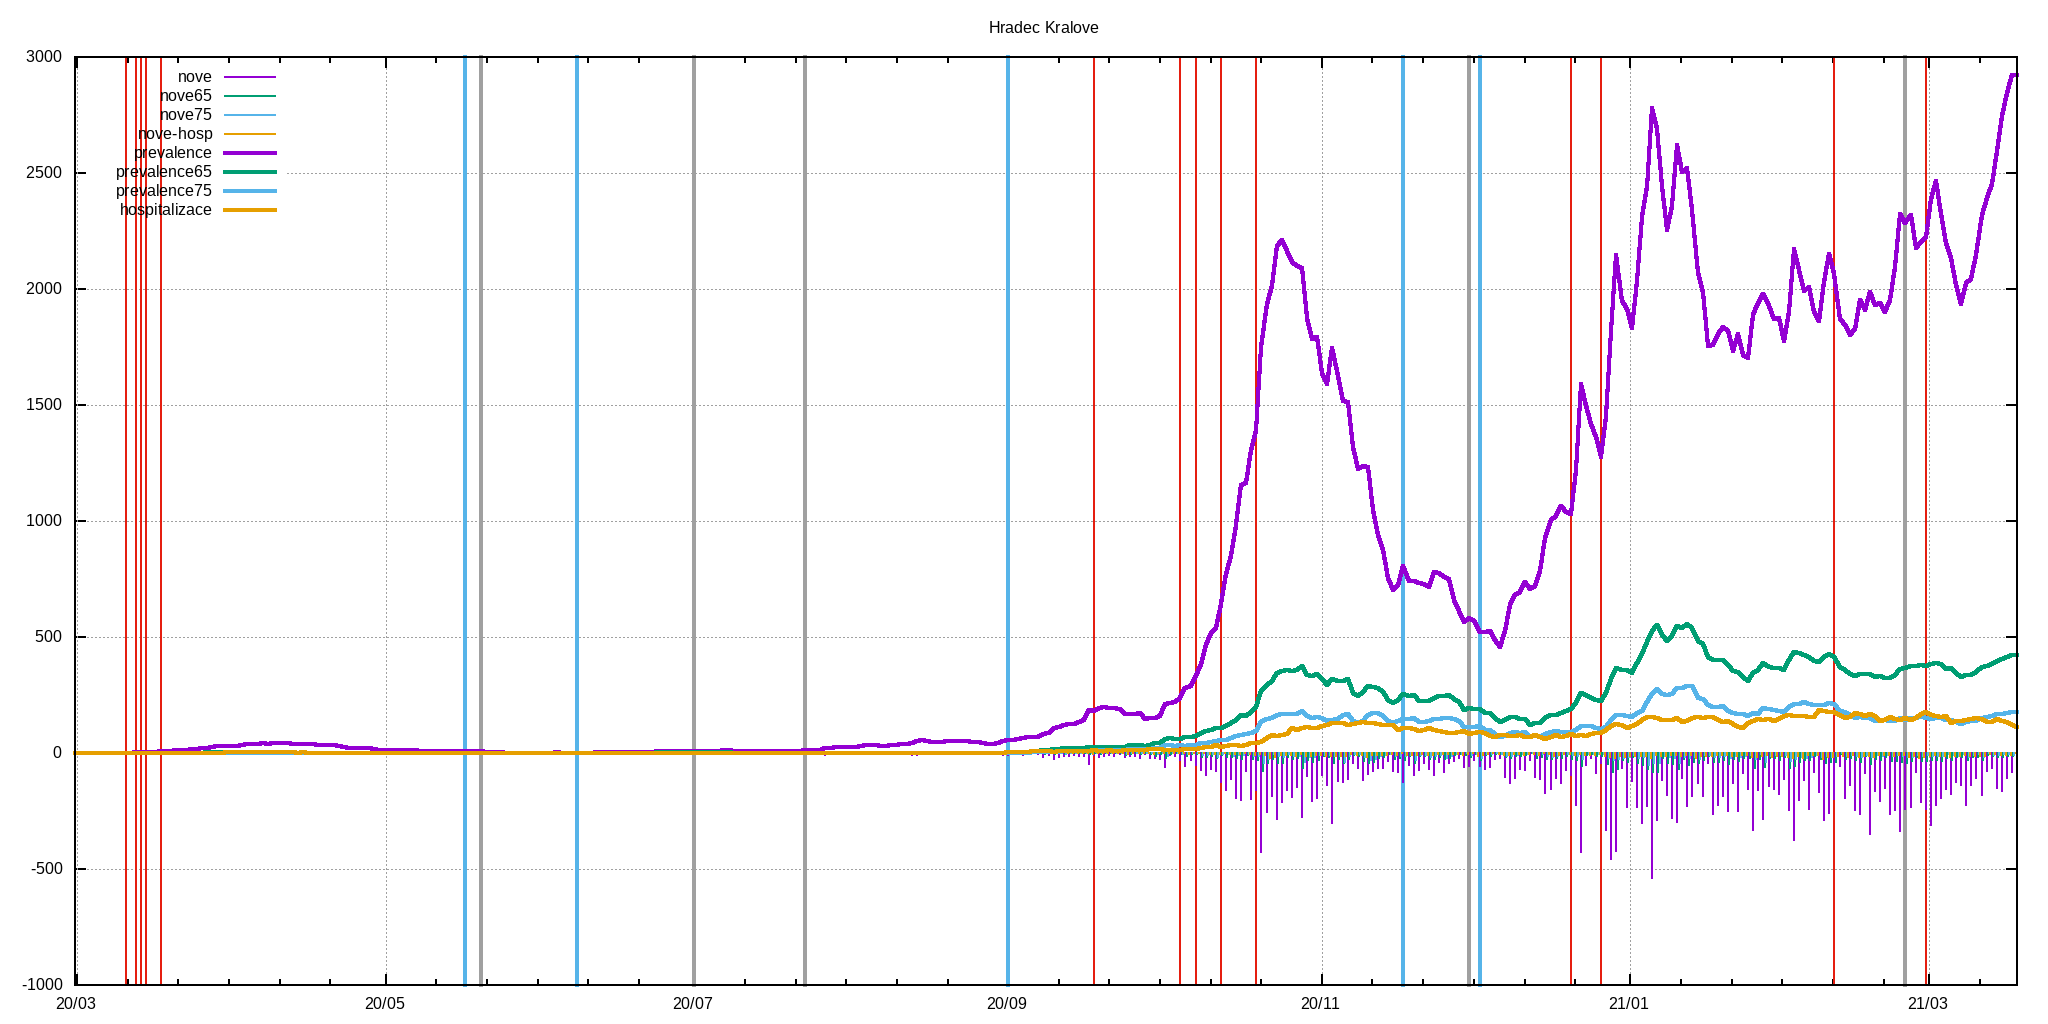 Hradec Kralove
3000
2500
2000
1500
1000
500
0
-500
-1000
nove
nove65
nove75
nove-hosp
prevalence
prevalence65
prevalence75
hospitalizace
20/03 20/05 20/07 20/09 20/11 21/01 21/03